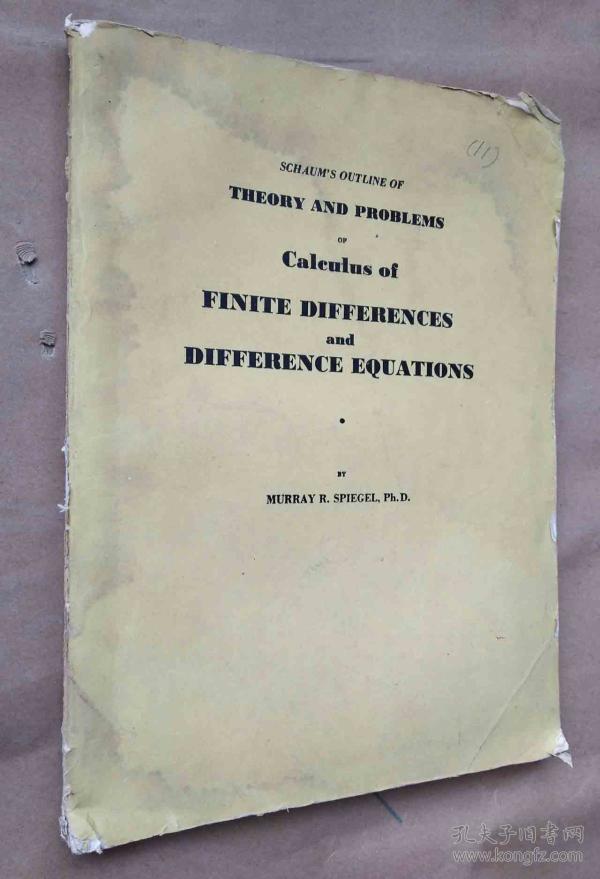 (11)
SCHAUM'S OUTLINE OF
THEORY AND PROBLEMS
OF
Calculus of
FINITE DIFFERENCES
and
DIFFERENCE EQUATIONS
BY
MURRAY R. SPIEGEL, Ph.D.
孔夫子旧书网
www.kongfz.com